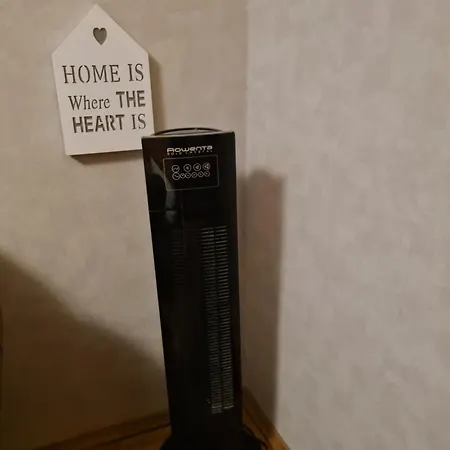 HOME IS
Where THE
HEART IS
ROWENTA